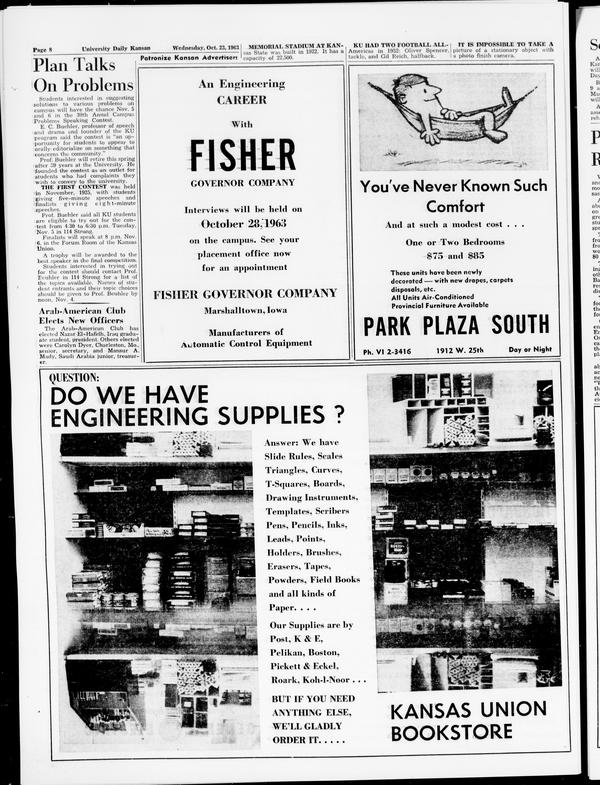 Page 8
University Daily Kansan
Wednesday, Oct. 23, 1963
Plan Talks
On Problems
Students interested in suggesting
solutions to various problems on
campus will have the chance Nov. 5
and 6 in the 39th Annual Campus
Problems Speaking Contest.
E. C. Buehler, professor of speech
and drama and founder of the KU
program said the contest is "an op-
portunity for students to appear to
orally editorialize on something that
concerns the community."
Prof. Buehler will retire this spring
after 39 years at the University. He
founded the contest as an outlet for
students who had complaints they
wish to convey to the university.
THE FIRST CONTEST was held
in November, 1925, with students
giving five-minute speeches and
finalists giving eight-minute
speeches.
Prof. Buehler said all KU students
are eligible to try out for the con-
test from 4:30 to 6:30 p.m. Tuesday,
Nov. 5 in 114 Strong.
Finalists will speak at 8 p.m. Nov.
6, in the Forum Room of the Kansas
Union.
A trophy will be awarded to the
best speaker in the final competition.
Students interested in trying out
for the contest should contact Prof.
Beuhler in 114 Strong for a list of
the topics available. Names of stu-
dent entrants and their topic choices
should be given to Prof. Beuhler by
noon, Nov. 4.
Arab-American Club
Elects New Officers
The Arab-American Club has
elected Nazar El-Hafidh, Iraq gradu-
ate student, president. Others elected
were Carolyn Dyer, Charleston, Mo.,
senior, secretary, and Mansur A.
Mudy, Saudi Arabia junior, treasur-
er.
Patronize Kansan Advertisers
MEMORIAL STADIUM AT KAN-
sas State was built in 1922. It has a
capacity of 22,500.
KU HAD TWO FOOTBALL ALL-
Americas in 1952: Oliver Spencer,
tackle, and Gil Reich, halfback.
IT IS IMPOSSIBLE TO TAKE A
picture of a stationary object with
a photo finish camera.
An Engineering
CAREER
With
FISHER
GOVERNOR COMPANY
Interviews will be held on
October 28, 1963
on the campus. See your
placement office now
for an appointment
FISHER GOVERNOR COMPANY
Marshalltown, Iowa
Manufacturers of
Automatic Control Equipment
You've Never Known Such
Comfort
And at such a modest cost . . .
One or Two Bedrooms
$75 and $85
These units have been newly
decorated — with new drapes, carpets
disposals, etc.
All Units Air-Conditioned
Provincial Furniture Available
PARK PLAZA SOUTH
Ph. VI 2-3416
1912 W. 25th
Day or Night
QUESTION:
DO WE HAVE
ENGINEERING SUPPLIES ?
Answer: We have
Slide Rules, Scales
Triangles, Curves,
T-Squares, Boards,
Drawing Instruments,
Templates, Scribers
Pens, Pencils, Inks,
Leads, Points,
Holders, Brushes,
Erasers, Tapes,
Powders, Field Books
and all kinds of
Paper. . . .
Our Supplies are by
Post, K & E,
Pelikan, Boston,
Pickett & Eckel,
Roark, Koh-I-Noor . . .
BUT IF YOU NEED
ANYTHING ELSE,
WE'LL GLADLY
ORDER IT. . . . .
KANSAS UNION
BOOKSTORE